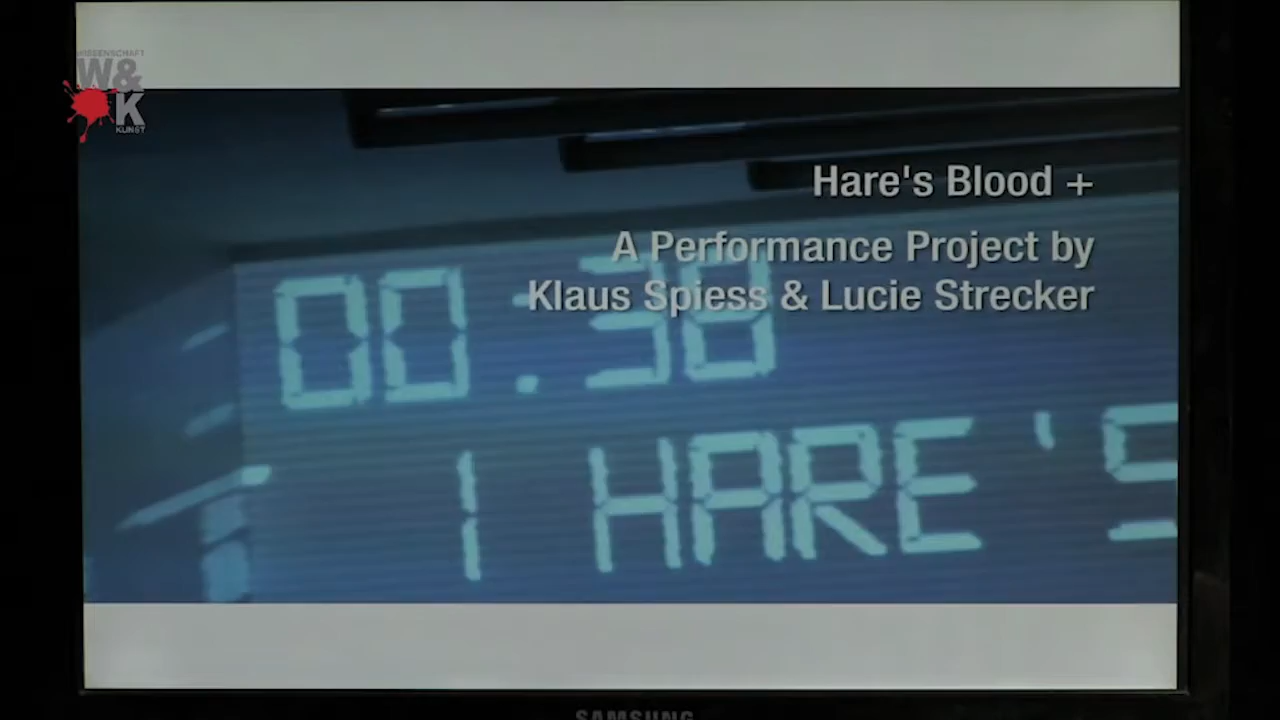 WISSENSCHAFT
W&
K
KUNST
Hare's Blood +
A Performance Project by
Klaus Spiess & Lucie Strecker
00.38
1 HARE'S
SAMSUNG